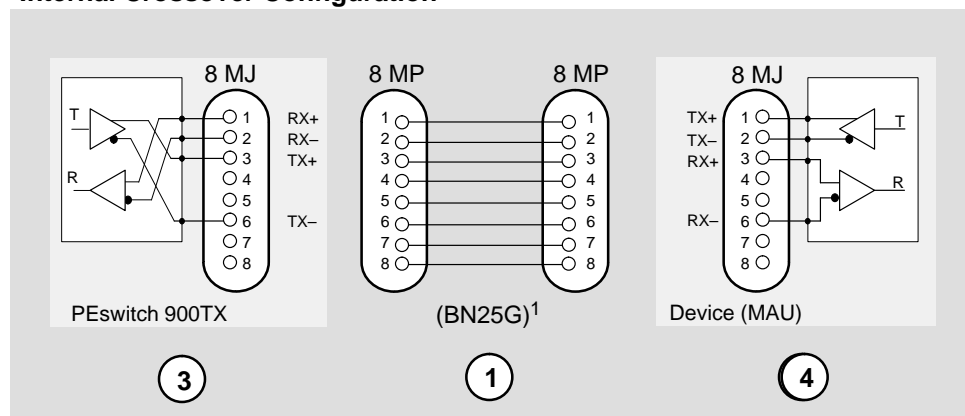 Internal Crossover Configuration
8 MJ
T
R
1
2
3
4
5
6
7
8
RX+
RX–
TX+
TX–
PEswitch 900TX
3
8 MP
8 MP
1
2
3
4
5
6
7
8
1
2
3
4
5
6
7
8
(BN25G)1
1
8 MJ
TX+
TX–
RX+
RX–
1
2
3
4
5
6
7
8
T
R
Device (MAU)
4